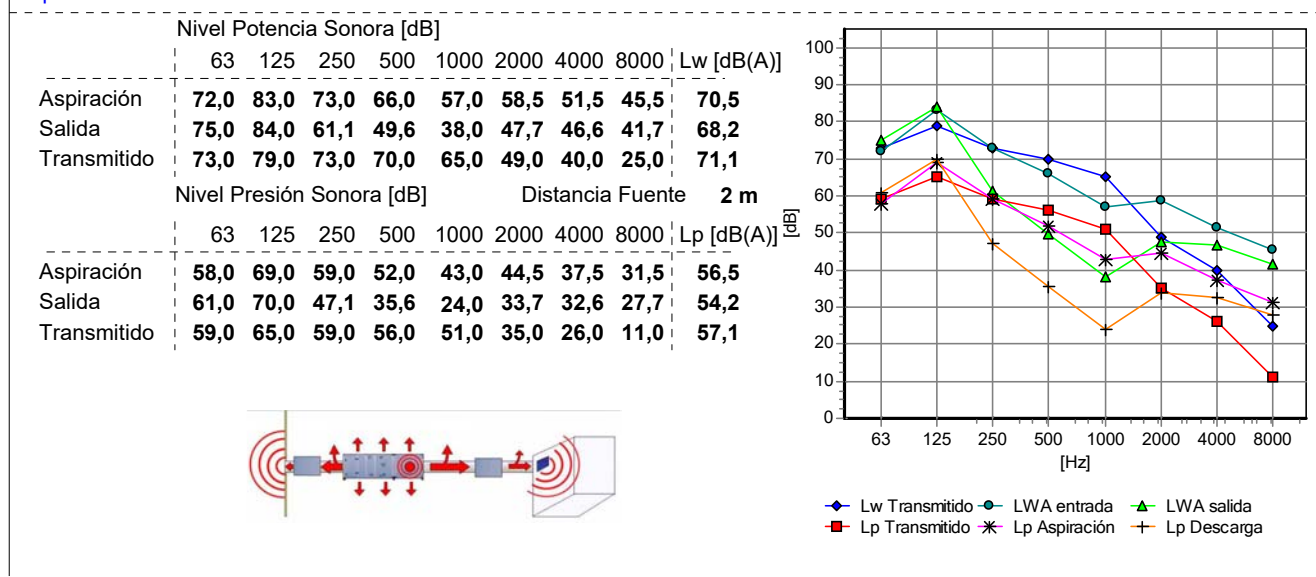 Nivel Potencia Sonora [dB]
63 125 250 500 1000 2000 4000 8000 Lw [dB(A)]
Aspiración 72,0 83,0 73,0 66,0 57,0 58,5 51,5 45,5 70,5
Salida 75,0 84,0 61,1 49,6 38,0 47,7 46,6 41,7 68,2
Transmitido 73,0 79,0 73,0 70,0 65,0 49,0 40,0 25,0 71,1
Nivel Presión Sonora [dB] Distancia Fuente 2 m
63 125 250 500 1000 2000 4000 8000 Lp [dB(A)]
Aspiración 58,0 69,0 59,0 52,0 43,0 44,5 37,5 31,5 56,5
Salida 61,0 70,0 47,1 35,6 24,0 33,7 32,6 27,7 54,2
Transmitido 59,0 65,0 59,0 56,0 51,0 35,0 26,0 11,0 57,1
100
90
80
70
60
50
40
30
20
10
0
[dB]
63 125 250 500 1000 2000 4000 8000
[Hz]
Lw Transmitido LWA entrada LWA salida
Lp Transmitido Lp Aspiración Lp Descarga